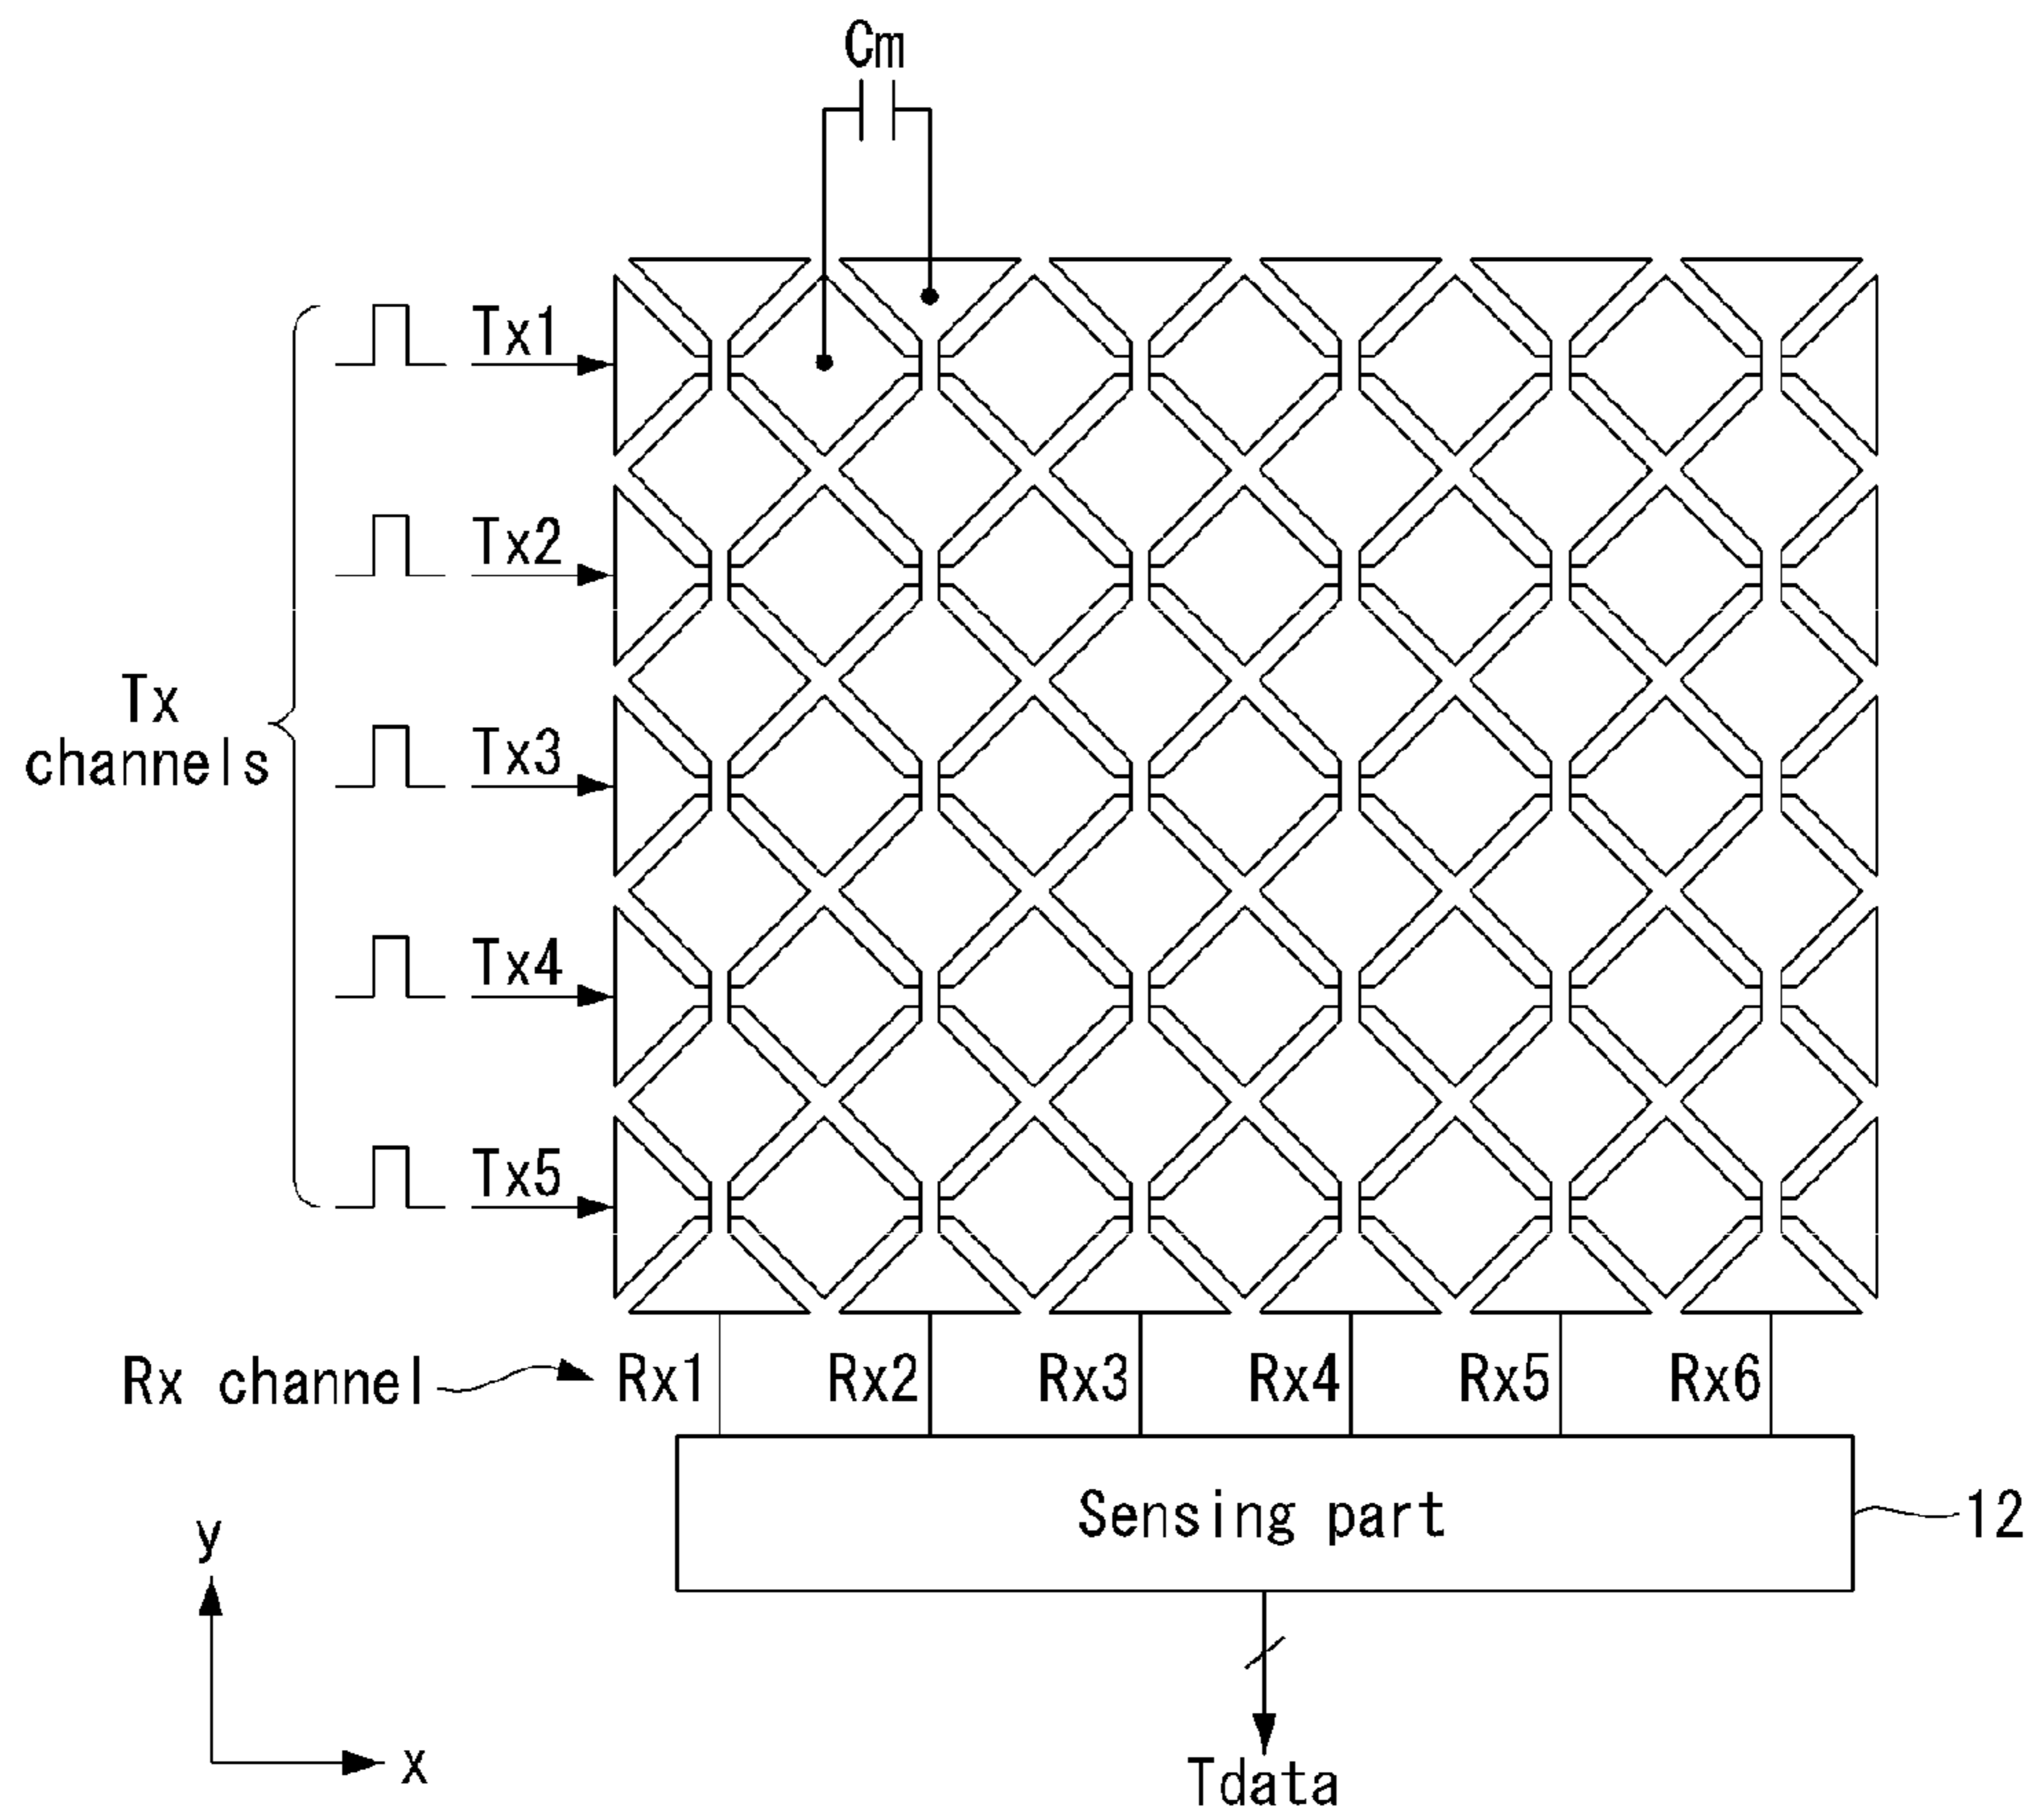 Cm
Tx1
Tx2
Tx
channels
Tx3
Tx4
Tx5
Rx channel
Rx1
Rx2
Rx3
Rx4
Rx5
Rx6
Sensing part
12
y
x
Tdata